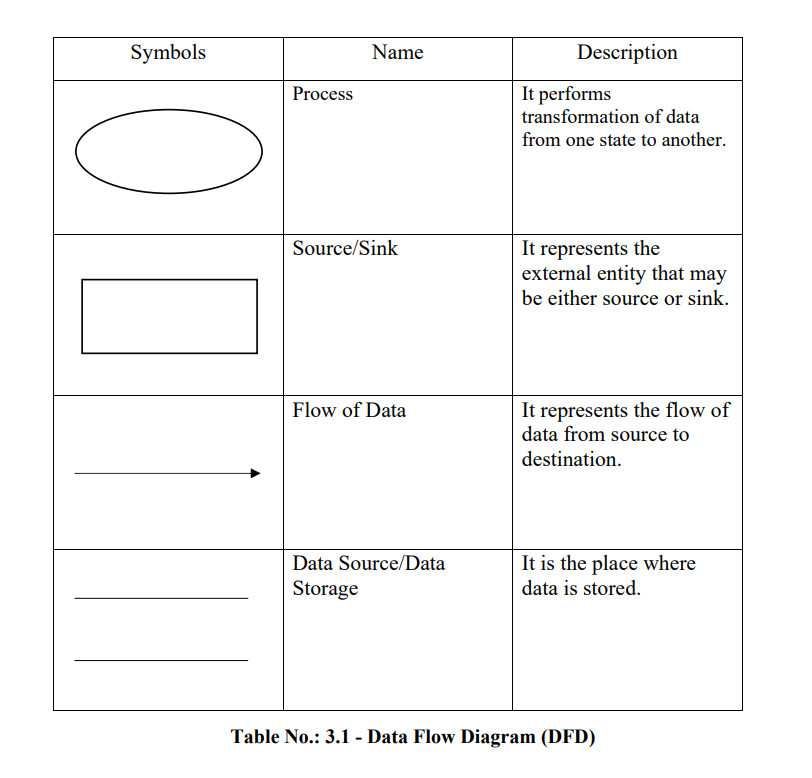 Symbols
Name
Description
Process
It performs
transformation of data
from one state to another.
Source/Sink
It represents the
external entity that may
be either source or sink.
Flow of Data
It represents the flow of
data from source to
destination.
Data Source/Data
Storage
It is the place where
data is stored.
Table No.: 3.1 - Data Flow Diagram (DFD)